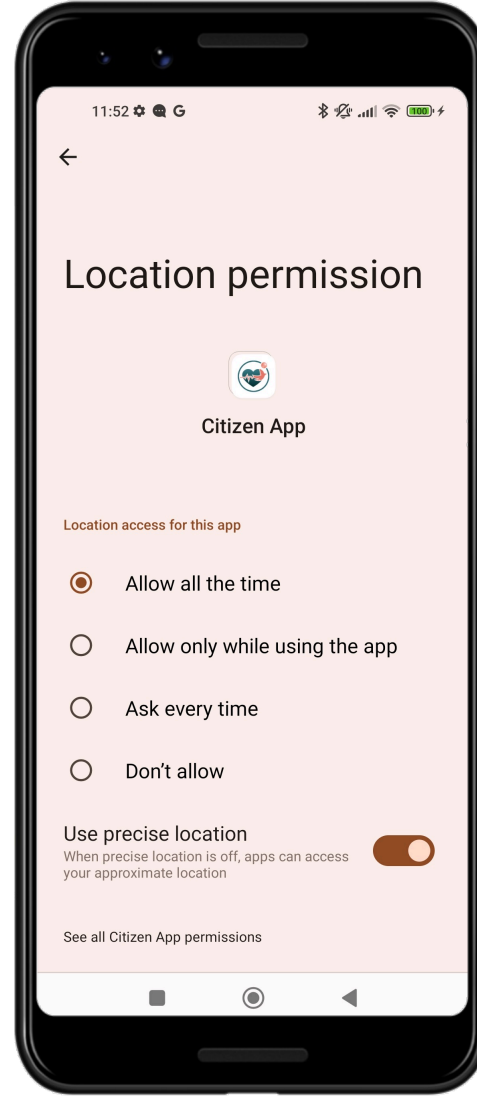 11:52
100
Location permission
Citizen App
Location access for this app
Allow all the time
Allow only while using the app
Ask every time
Don’t allow
Use precise location
When precise location is off, apps can access
your approximate location
See all Citizen App permissions